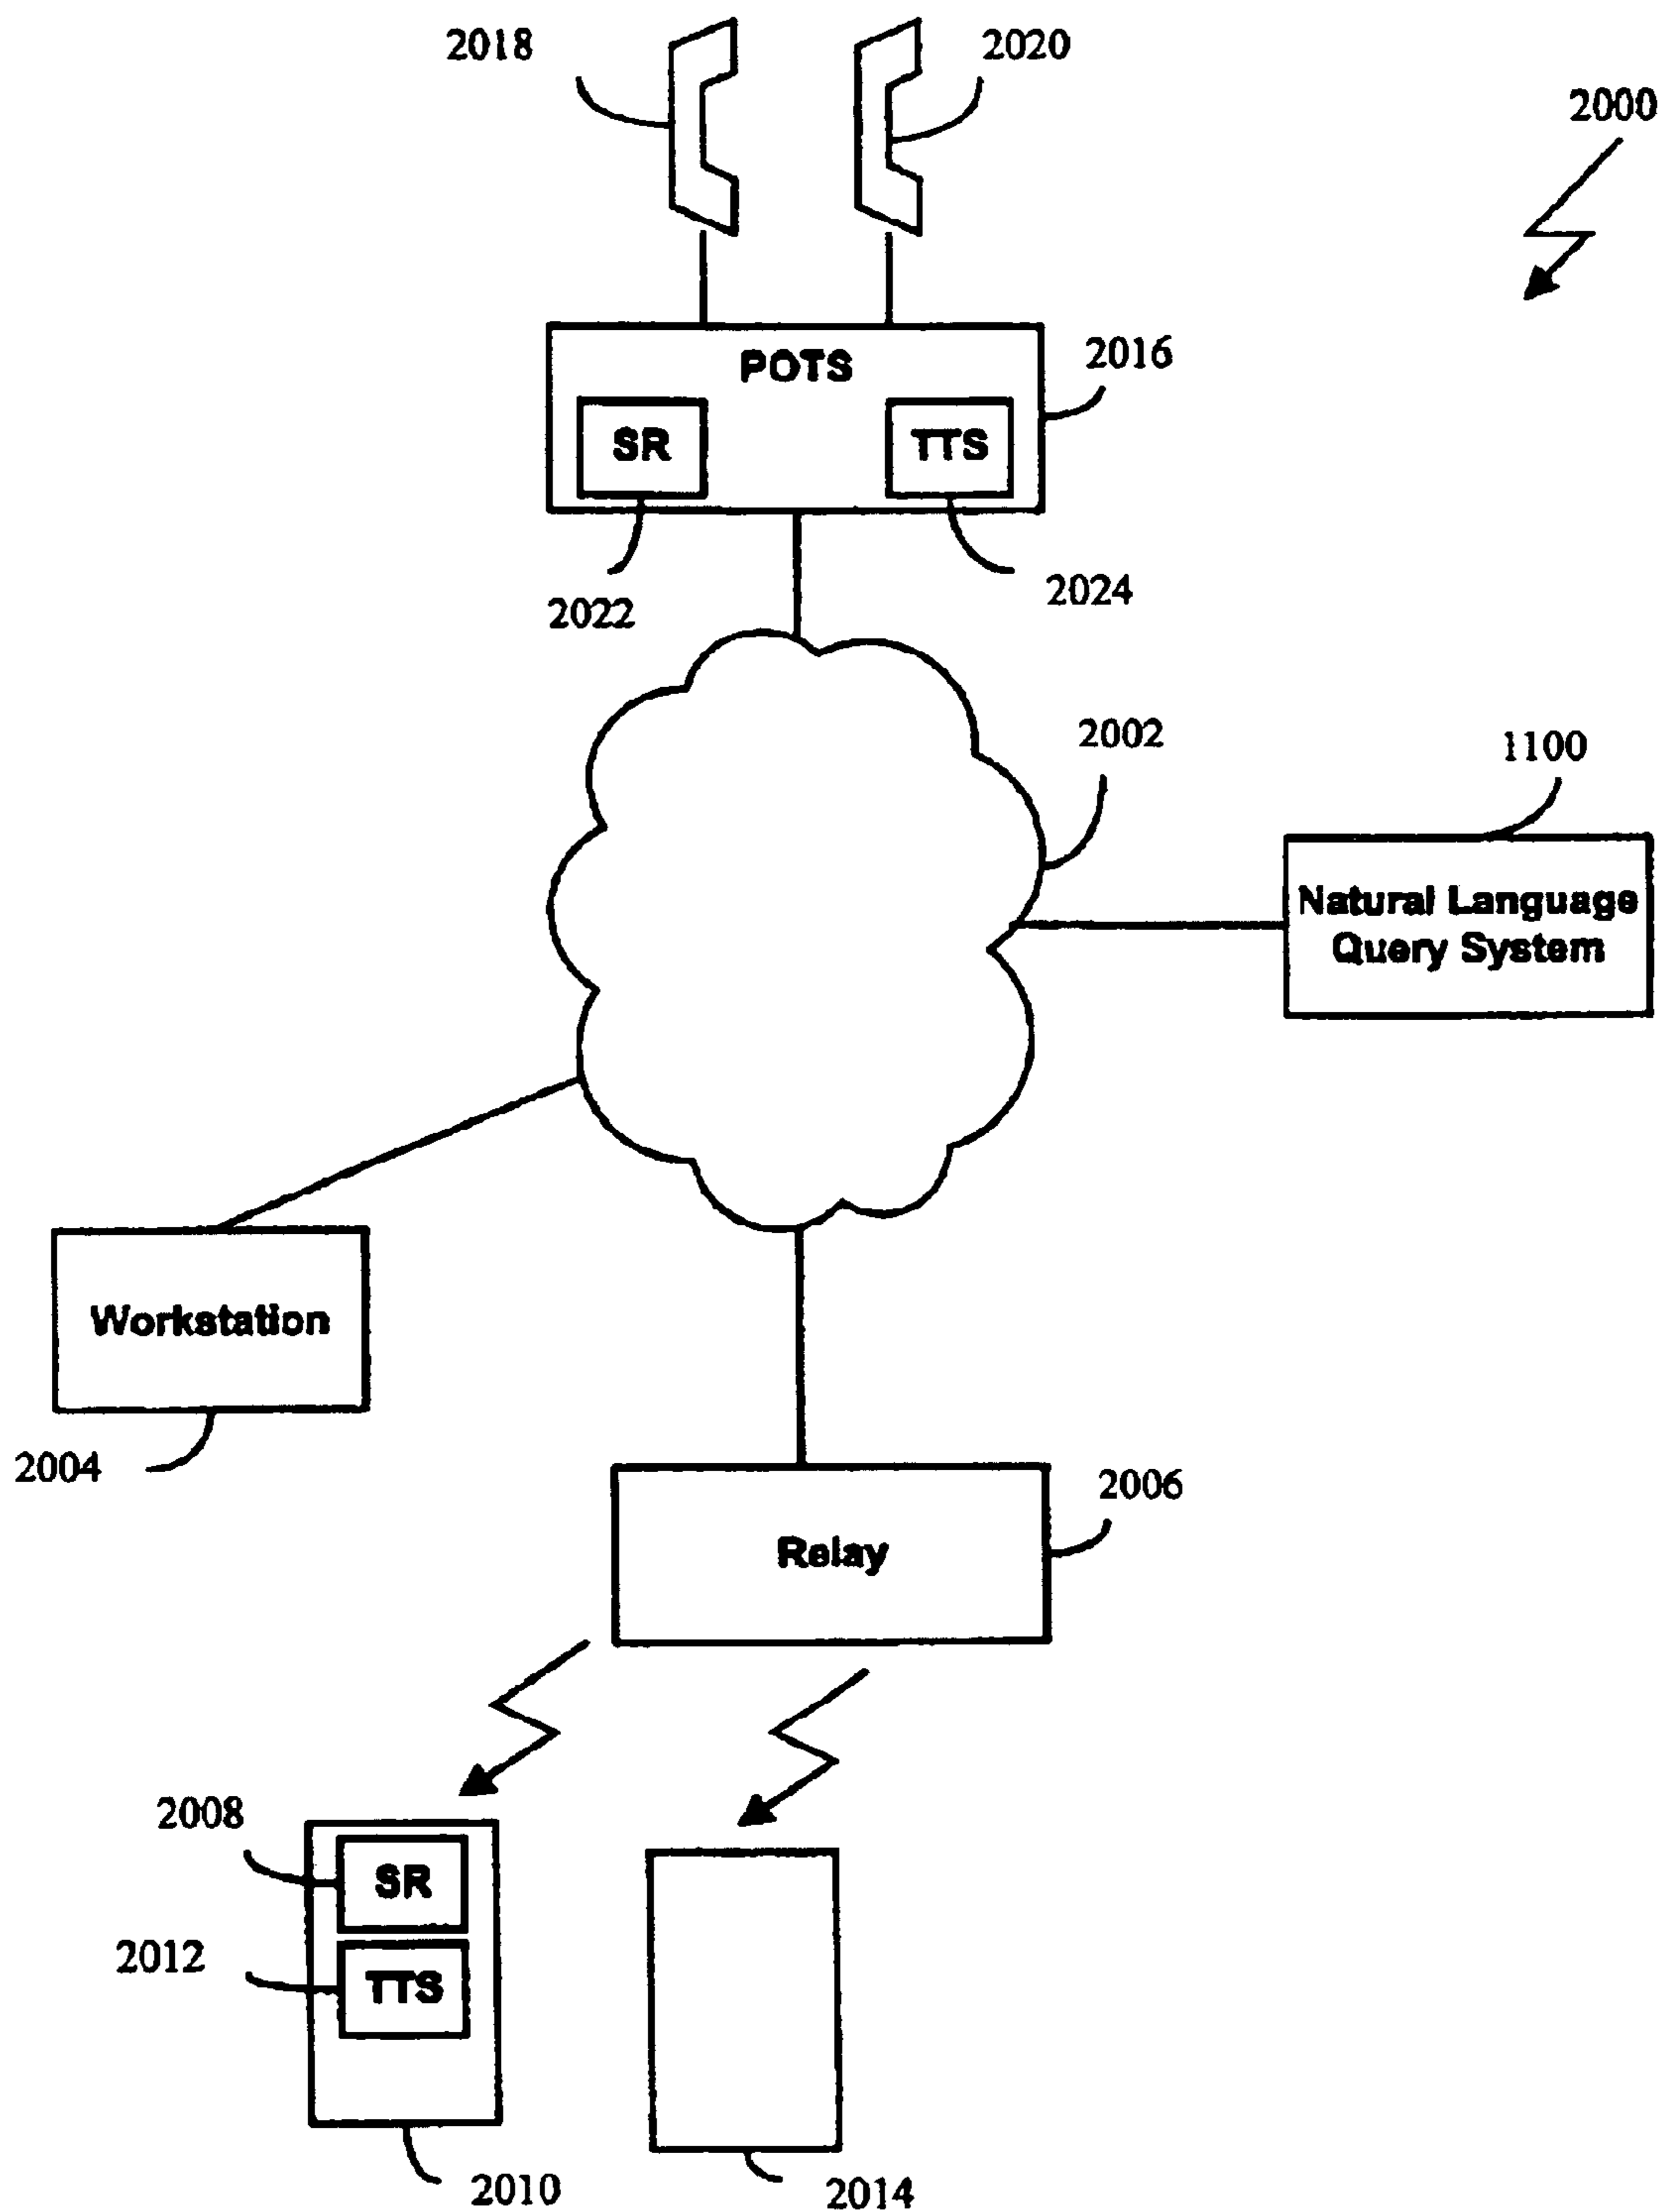 2018
2020
2000
POTS
2016
SR
TTS
2022
2024
2002
1100
Natural Language
Query System
Workstation
2004
2006
Relay
2008
SR
2012
TTS
2010
2014